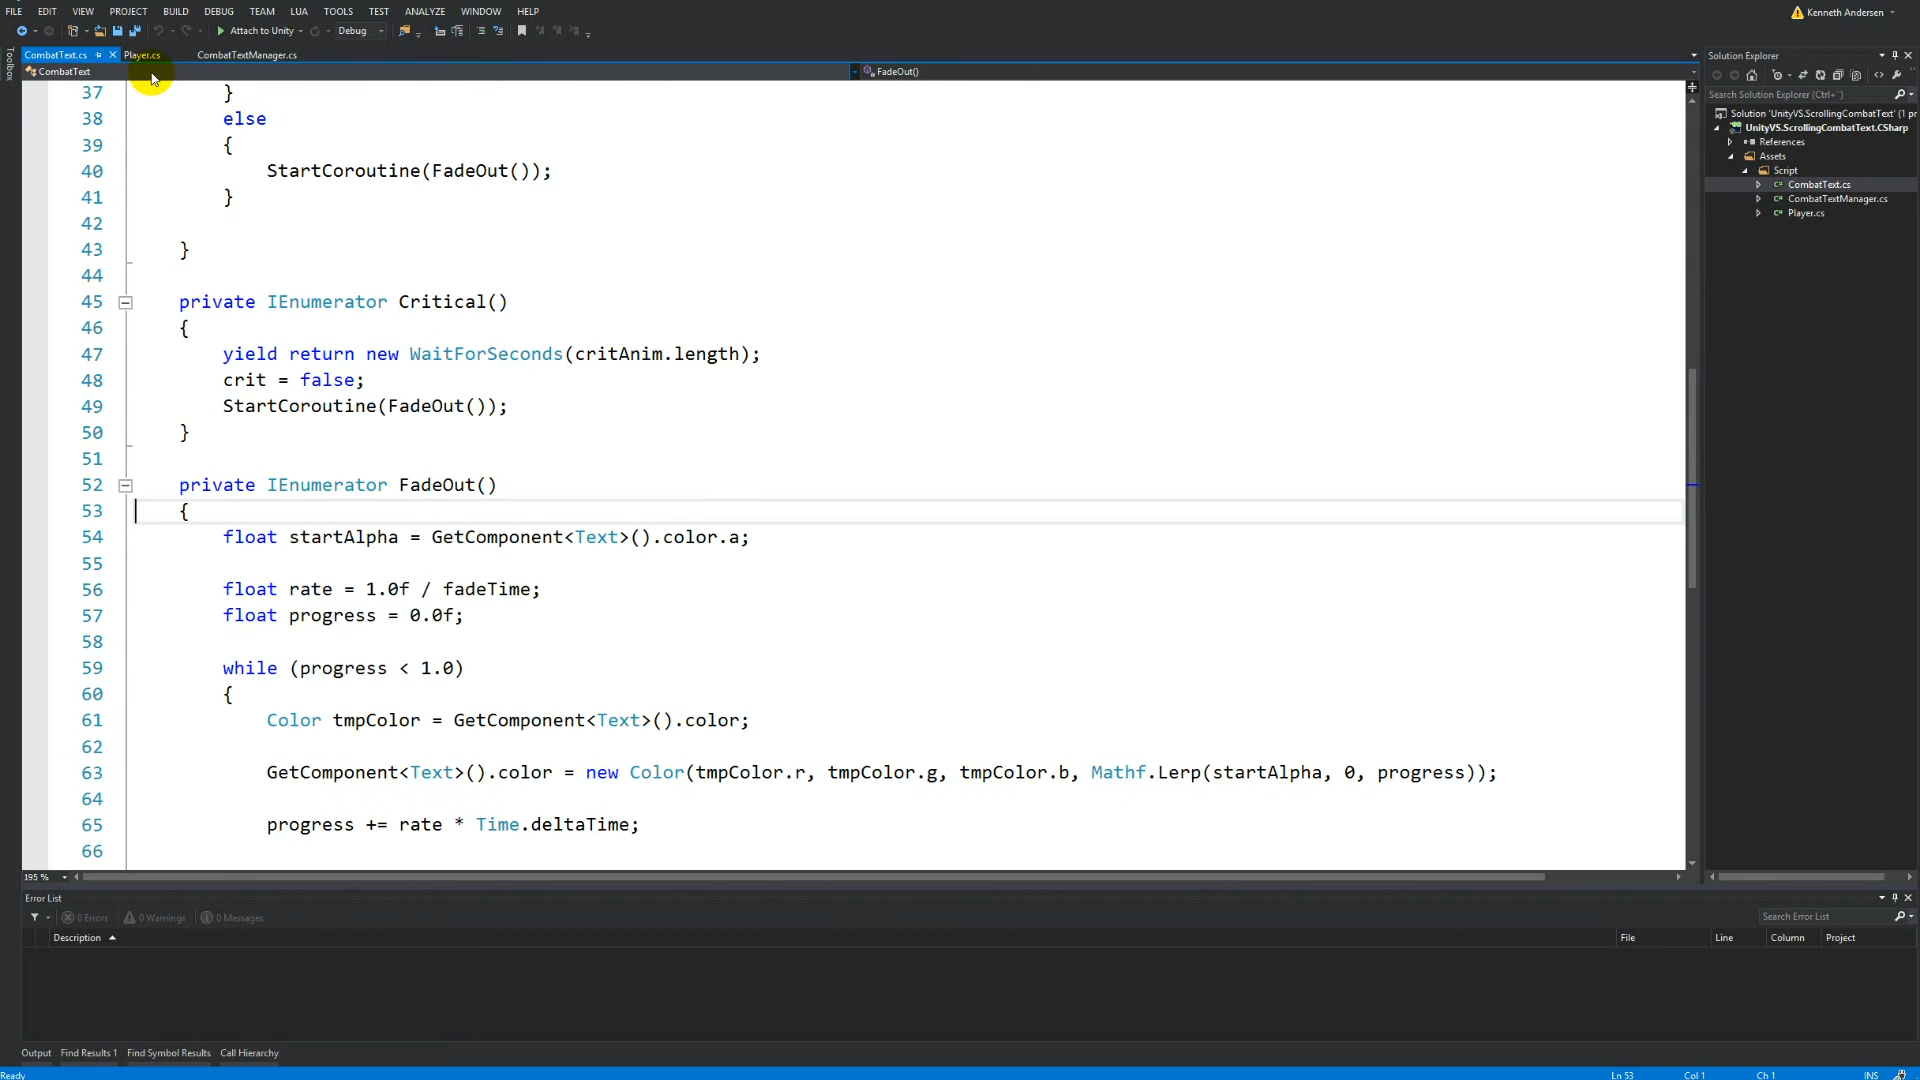 FILE EDIT VIEW PROJECT BUILD DEBUG TEAM LUA TOOLS TEST ANALYZE WINDOW HELP
Kenneth Andersen
Attach to Unity
Debug
Toolbox
CombatText.cs Player.cs CombatTextManager.cs
CombatText FadeOut()
37 }
38 else
39 {
40 StartCoroutine(FadeOut());
41 }
42
43 }
44
45 private IEnumerator Critical()
46 {
47 yield return new WaitForSeconds(critAnim.length);
48 crit = false;
49 StartCoroutine(FadeOut());
50 }
51
52 private IEnumerator FadeOut()
53 {
54 float startAlpha = GetComponent<Text>().color.a;
55
56 float rate = 1.0f / fadeTime;
57 float progress = 0.0f;
58
59 while (progress < 1.0)
60 {
61 Color tmpColor = GetComponent<Text>().color;
62
63 GetComponent<Text>().color = new Color(tmpColor.r, tmpColor.g, tmpColor.b, Mathf.Lerp(startAlpha, 0, progress));
64
65 progress += rate * Time.deltaTime;
66
195 %
Solution Explorer
Search Solution Explorer (Ctrl+¨)
Solution 'UnityVS.ScrollingCombatText' (1 pr
UnityVS.ScrollingCombatText.CSharp
References
Assets
Script
CombatText.cs
CombatTextManager.cs
Player.cs
Error List
0 Errors 0 Warnings 0 Messages
Search Error List
Description File Line Column Project
Output Find Results 1 Find Symbol Results Call Hierarchy
Ready Ln 53 Col 1 Ch 1 INS